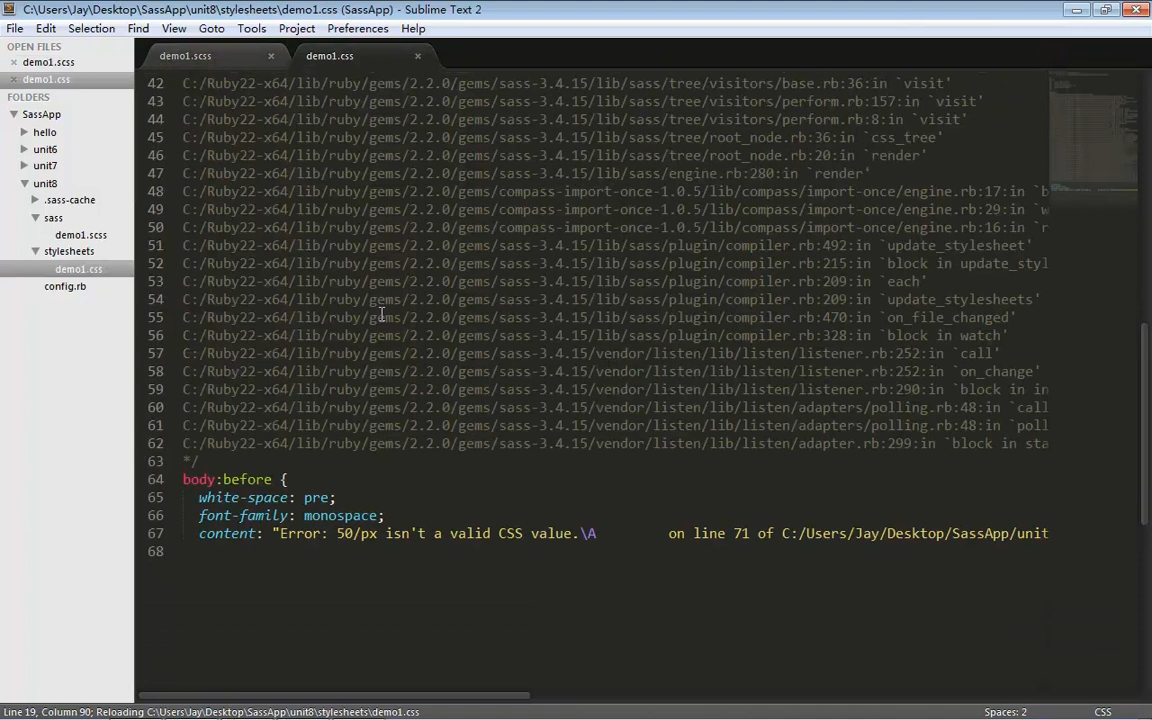 C:\Users\Jay\Desktop\SassApp\unit8\stylesheets\demo1.css (SassApp) - Sublime Text 2
File Edit Selection Find View Goto Tools Project Preferences Help
OPEN FILES
demo1.scss
demo1.css
FOLDERS
SassApp
hello
unit6
unit7
unit8
.sass-cache
sass
demo1.scss
stylesheets
demo1.css
config.rb
demo1.scss demo1.css
42 C:/Ruby22-x64/lib/ruby/gems/2.2.0/gems/sass-3.4.15/lib/sass/tree/visitors/base.rb:36:in `visit'
43 C:/Ruby22-x64/lib/ruby/gems/2.2.0/gems/sass-3.4.15/lib/sass/tree/visitors/perform.rb:157:in `visit'
44 C:/Ruby22-x64/lib/ruby/gems/2.2.0/gems/sass-3.4.15/lib/sass/tree/visitors/perform.rb:8:in `visit'
45 C:/Ruby22-x64/lib/ruby/gems/2.2.0/gems/sass-3.4.15/lib/sass/tree/root_node.rb:36:in `css_tree'
46 C:/Ruby22-x64/lib/ruby/gems/2.2.0/gems/sass-3.4.15/lib/sass/tree/root_node.rb:20:in `render'
47 C:/Ruby22-x64/lib/ruby/gems/2.2.0/gems/sass-3.4.15/lib/sass/engine.rb:280:in `render'
48 C:/Ruby22-x64/lib/ruby/gems/2.2.0/gems/compass-import-once-1.0.5/lib/compass/import-once/engine.rb:17:in `b
49 C:/Ruby22-x64/lib/ruby/gems/2.2.0/gems/compass-import-once-1.0.5/lib/compass/import-once/engine.rb:29:in `w
50 C:/Ruby22-x64/lib/ruby/gems/2.2.0/gems/compass-import-once-1.0.5/lib/compass/import-once/engine.rb:16:in `r
51 C:/Ruby22-x64/lib/ruby/gems/2.2.0/gems/sass-3.4.15/lib/sass/plugin/compiler.rb:492:in `update_stylesheet'
52 C:/Ruby22-x64/lib/ruby/gems/2.2.0/gems/sass-3.4.15/lib/sass/plugin/compiler.rb:215:in `block in update_styl
53 C:/Ruby22-x64/lib/ruby/gems/2.2.0/gems/sass-3.4.15/lib/sass/plugin/compiler.rb:209:in `each'
54 C:/Ruby22-x64/lib/ruby/gems/2.2.0/gems/sass-3.4.15/lib/sass/plugin/compiler.rb:209:in `update_stylesheets'
55 C:/Ruby22-x64/lib/ruby/gems/2.2.0/gems/sass-3.4.15/lib/sass/plugin/compiler.rb:470:in `on_file_changed'
56 C:/Ruby22-x64/lib/ruby/gems/2.2.0/gems/sass-3.4.15/lib/sass/plugin/compiler.rb:328:in `block in watch'
57 C:/Ruby22-x64/lib/ruby/gems/2.2.0/gems/sass-3.4.15/vendor/listen/lib/listen/listener.rb:252:in `call'
58 C:/Ruby22-x64/lib/ruby/gems/2.2.0/gems/sass-3.4.15/vendor/listen/lib/listen/listener.rb:252:in `on_change'
59 C:/Ruby22-x64/lib/ruby/gems/2.2.0/gems/sass-3.4.15/vendor/listen/lib/listen/listener.rb:290:in `block in in
60 C:/Ruby22-x64/lib/ruby/gems/2.2.0/gems/sass-3.4.15/vendor/listen/lib/listen/adapters/polling.rb:48:in `call
61 C:/Ruby22-x64/lib/ruby/gems/2.2.0/gems/sass-3.4.15/vendor/listen/lib/listen/adapters/polling.rb:48:in `poll
62 C:/Ruby22-x64/lib/ruby/gems/2.2.0/gems/sass-3.4.15/vendor/listen/lib/listen/adapter.rb:299:in `block in sta
63 */
64 body:before {
65 white-space: pre;
66 font-family: monospace;
67 content: "Error: 50/px isn't a valid CSS value.\A on line 71 of C:/Users/Jay/Desktop/SassApp/unit
68
Line 19, Column 90; Reloading C:\Users\Jay\Desktop\SassApp\unit8\stylesheets\demo1.css Spaces: 2 CSS